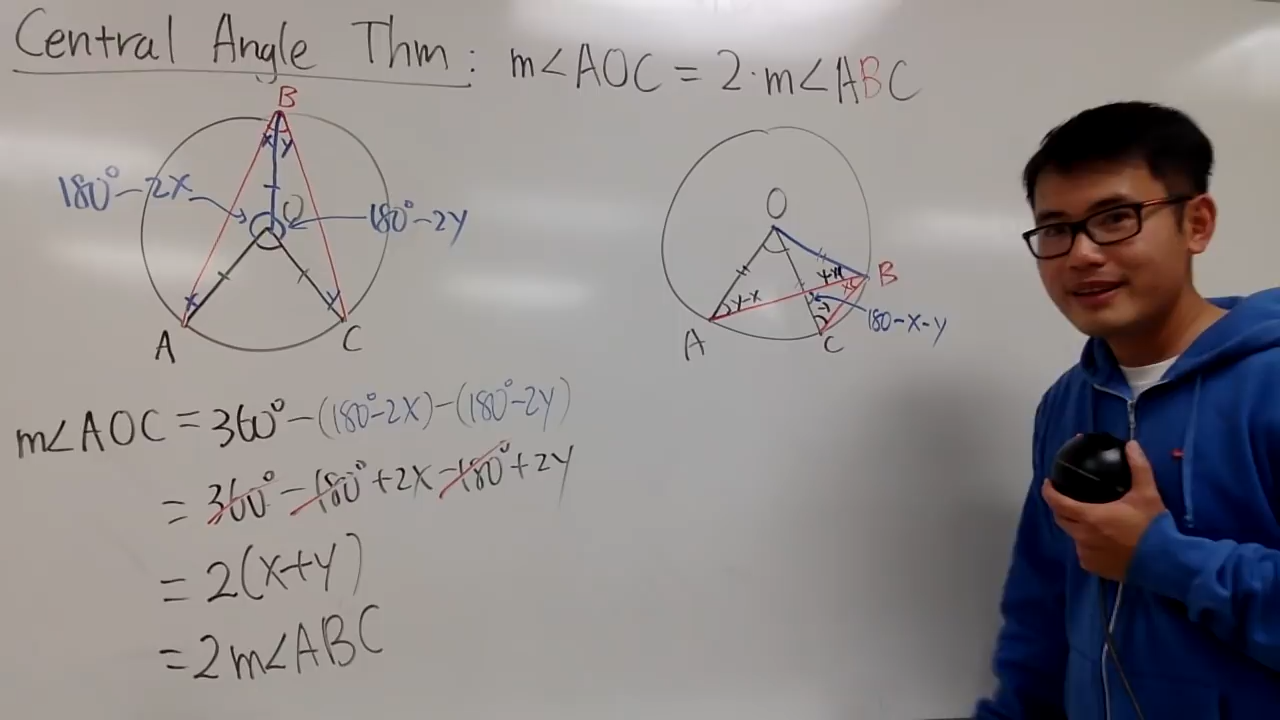 Central Angle Thm: m∠AOC = 2·m∠ABC
B
x y
180°-2x O 180°-2y
x y
A C
O
y-x y-x x B
y 180-x-y
A C
m∠AOC = 360° - (180°-2x) - (180°-2y)
= 360° - 180° + 2x - 180° + 2y
= 2(x+y)
= 2m∠ABC